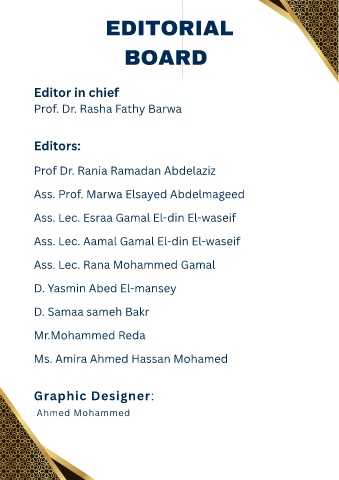 EDITORIAL
BOARD
Editor in chief
Prof. Dr. Rasha Fathy Barwa
Editors:
Prof Dr. Rania Ramadan Abdelaziz
Ass. Prof. Marwa Elsayed Abdelmageed
Ass. Lec. Esraa Gamal El-din El-waseif
Ass. Lec. Aamal Gamal El-din El-waseif
Ass. Lec. Rana Mohammed Gamal
D. Yasmin Abed El-mansey
D. Samaa sameh Bakr
Mr.Mohammed Reda
Ms. Amira Ahmed Hassan Mohamed
Graphic Designer:
Ahmed Mohammed